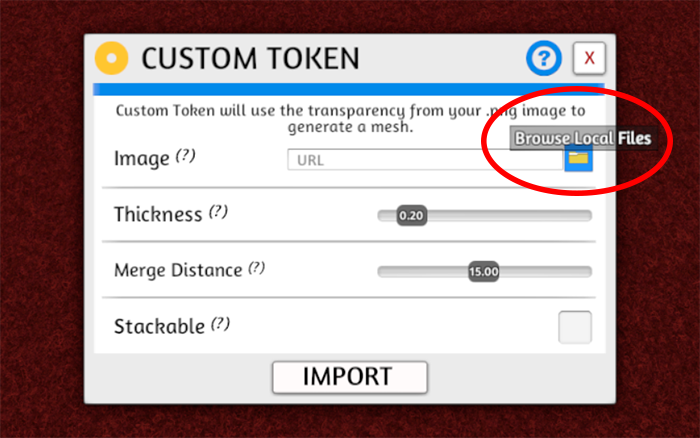 CUSTOM TOKEN
?
X
Custom Token will use the transparency from your .png image to
generate a mesh.
Browse Local Files
Image (?)
URL
Thickness (?)
0.20
Merge Distance (?)
15.00
Stackable (?)
IMPORT